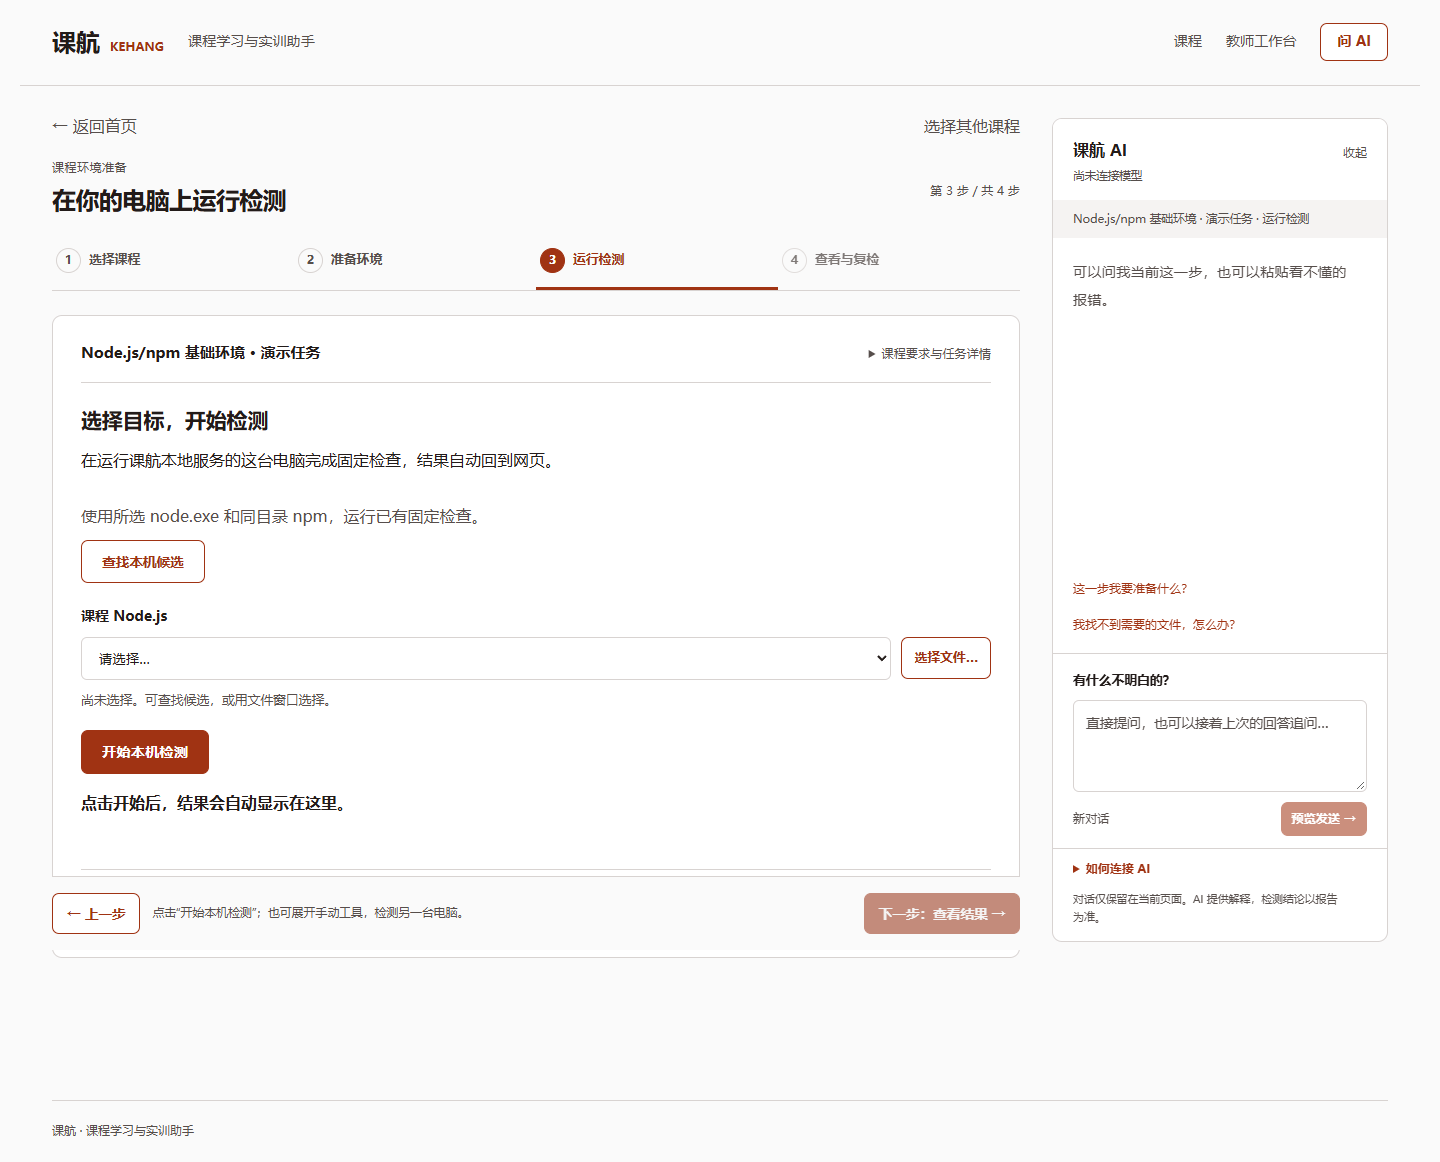 课航 KEHANG 课程学习与实训助手 课程 教师工作台 问 AI
← 返回首页 选择其他课程
课程环境准备
在你的电脑上运行检测
第 3 步 / 共 4 步
1 选择课程 2 准备环境 3 运行检测 4 查看与复检
Node.js/npm 基础环境 · 演示任务 ▶ 课程要求与任务详情
选择目标，开始检测
在运行课航本地服务的这台电脑完成固定检查，结果自动回到网页。
使用所选 node.exe 和同目录 npm，运行已有固定检查。
查找本机候选
课程 Node.js
请选择... 选择文件...
尚未选择。可查找候选，或用文件窗口选择。
开始本机检测
点击开始后，结果会自动显示在这里。
← 上一步 点击“开始本机检测”；也可展开手动工具，检测另一台电脑。 下一步：查看结果 →
课航 AI 收起
尚未连接模型
Node.js/npm 基础环境 · 演示任务 · 运行检测
可以问我当前这一步，也可以粘贴看不懂的
报错。
这一步我要准备什么？
我找不到需要的文件，怎么办？
有什么不明白的？
直接提问，也可以接着上次的回答追问...
新对话 预览发送 →
▶ 如何连接 AI
对话仅保留在当前页面。AI 提供解释，检测结论以报告
为准。
课航 · 课程学习与实训助手